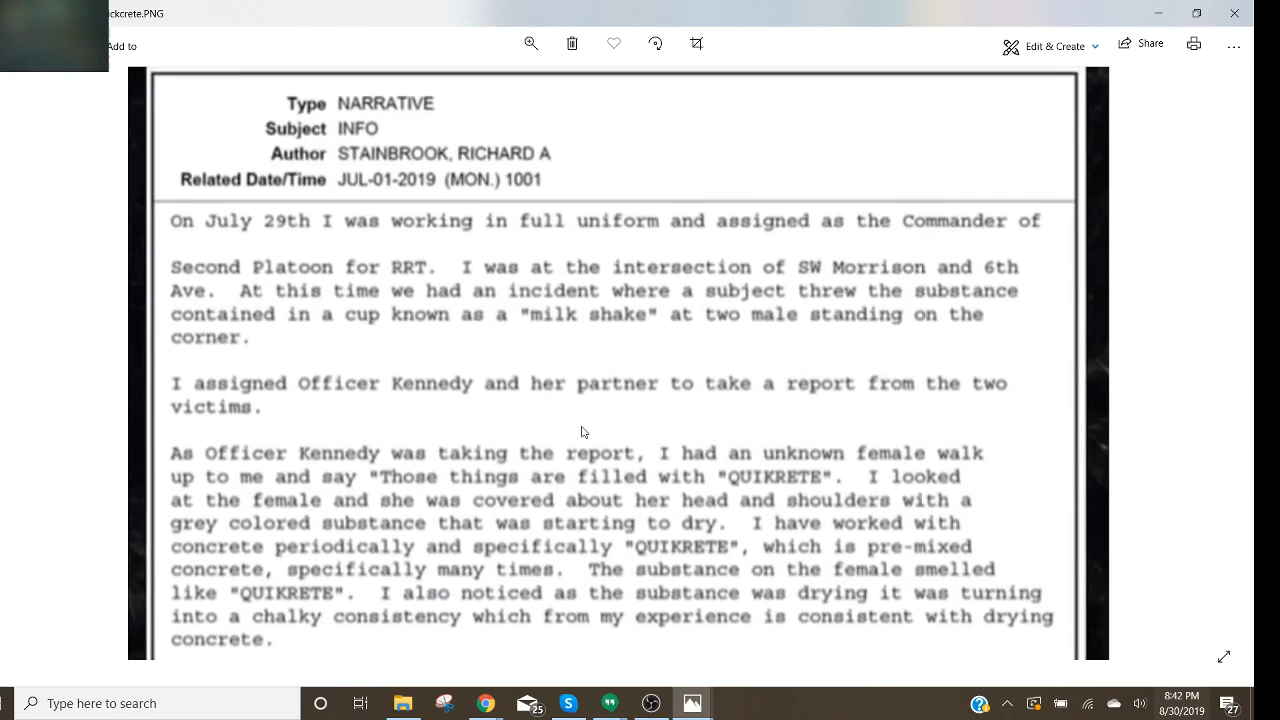 ickcrete.PNG
dd to
Edit & Create
Share
Type NARRATIVE
Subject INFO
Author STAINBROOK, RICHARD A
Related Date/Time JUL-01-2019 (MON.) 1001
On July 29th I was working in full uniform and assigned as the Commander of
Second Platoon for RRT. I was at the intersection of SW Morrison and 6th
Ave. At this time we had an incident where a subject threw the substance
contained in a cup known as a "milk shake" at two male standing on the
corner.
I assigned Officer Kennedy and her partner to take a report from the two
victims.
As Officer Kennedy was taking the report, I had an unknown female walk
up to me and say "Those things are filled with "QUIKRETE". I looked
at the female and she was covered about her head and shoulders with a
grey colored substance that was starting to dry. I have worked with
concrete periodically and specifically "QUIKRETE", which is pre-mixed
concrete, specifically many times. The substance on the female smelled
like "QUIKRETE". I also noticed as the substance was drying it was turning
into a chalky consistency which from my experience is consistent with drying
concrete.
Type here to search
25
8:42 PM
8/30/2019
27